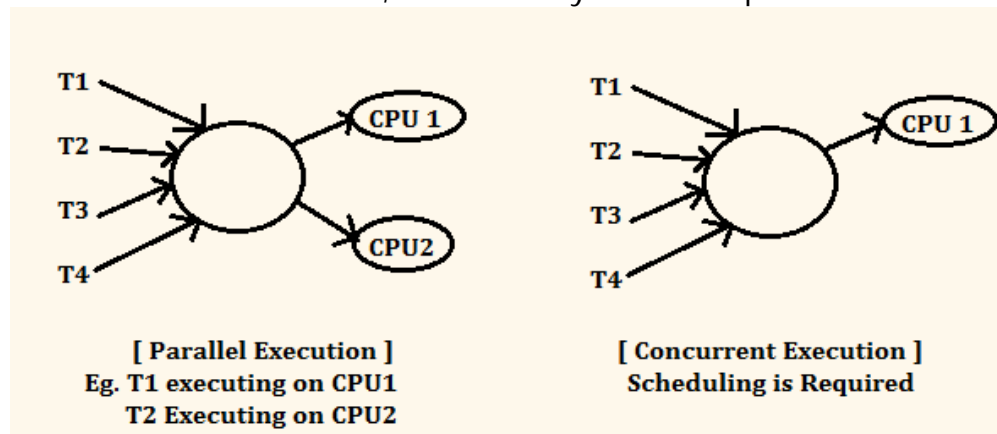 T1
T2
T3
T4
CPU 1
CPU2
[ Parallel Execution ]
Eg. T1 executing on CPU1
T2 Executing on CPU2
T1
T2
T3
T4
CPU 1
[ Concurrent Execution ]
Scheduling is Required